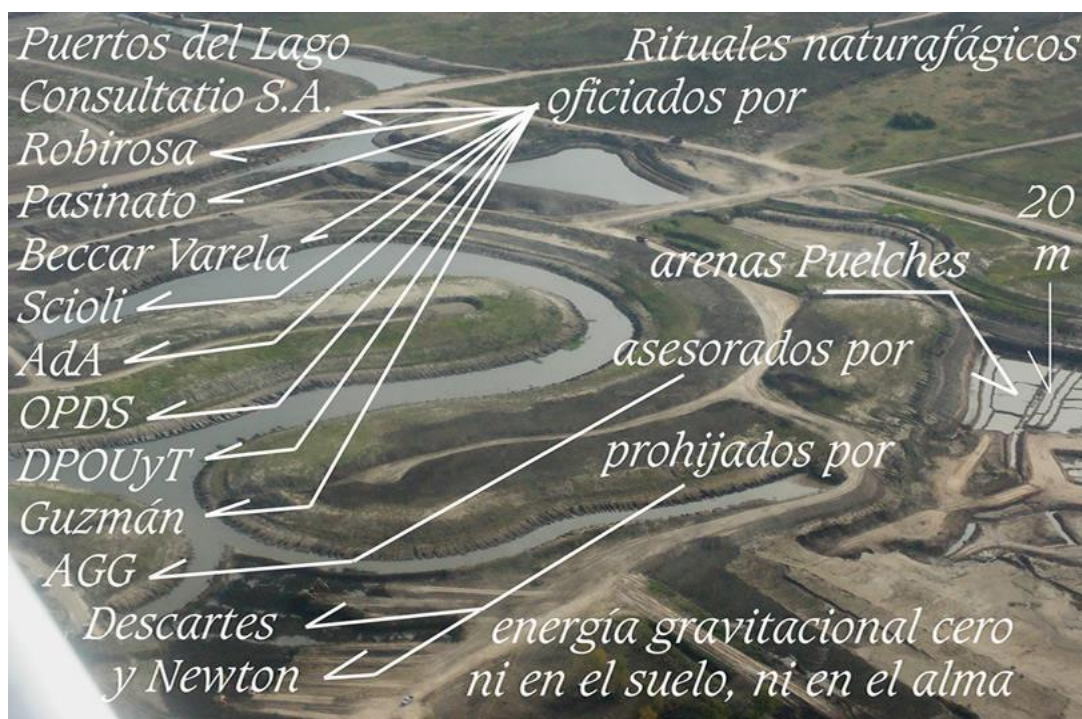 Puertos del Lago
Consultatio S.A.
Robirosa
Pasinato
Beccar Varela
Scioli
AdA
OPDS
DPOUyT
Guzmán
AGG
Descartes
y Newton
Rituales naturafágicos
oficiados por
20
m
arenas Puelches
asesorados por
prohijados por
energía gravitacional cero
ni en el suelo, ni en el alma